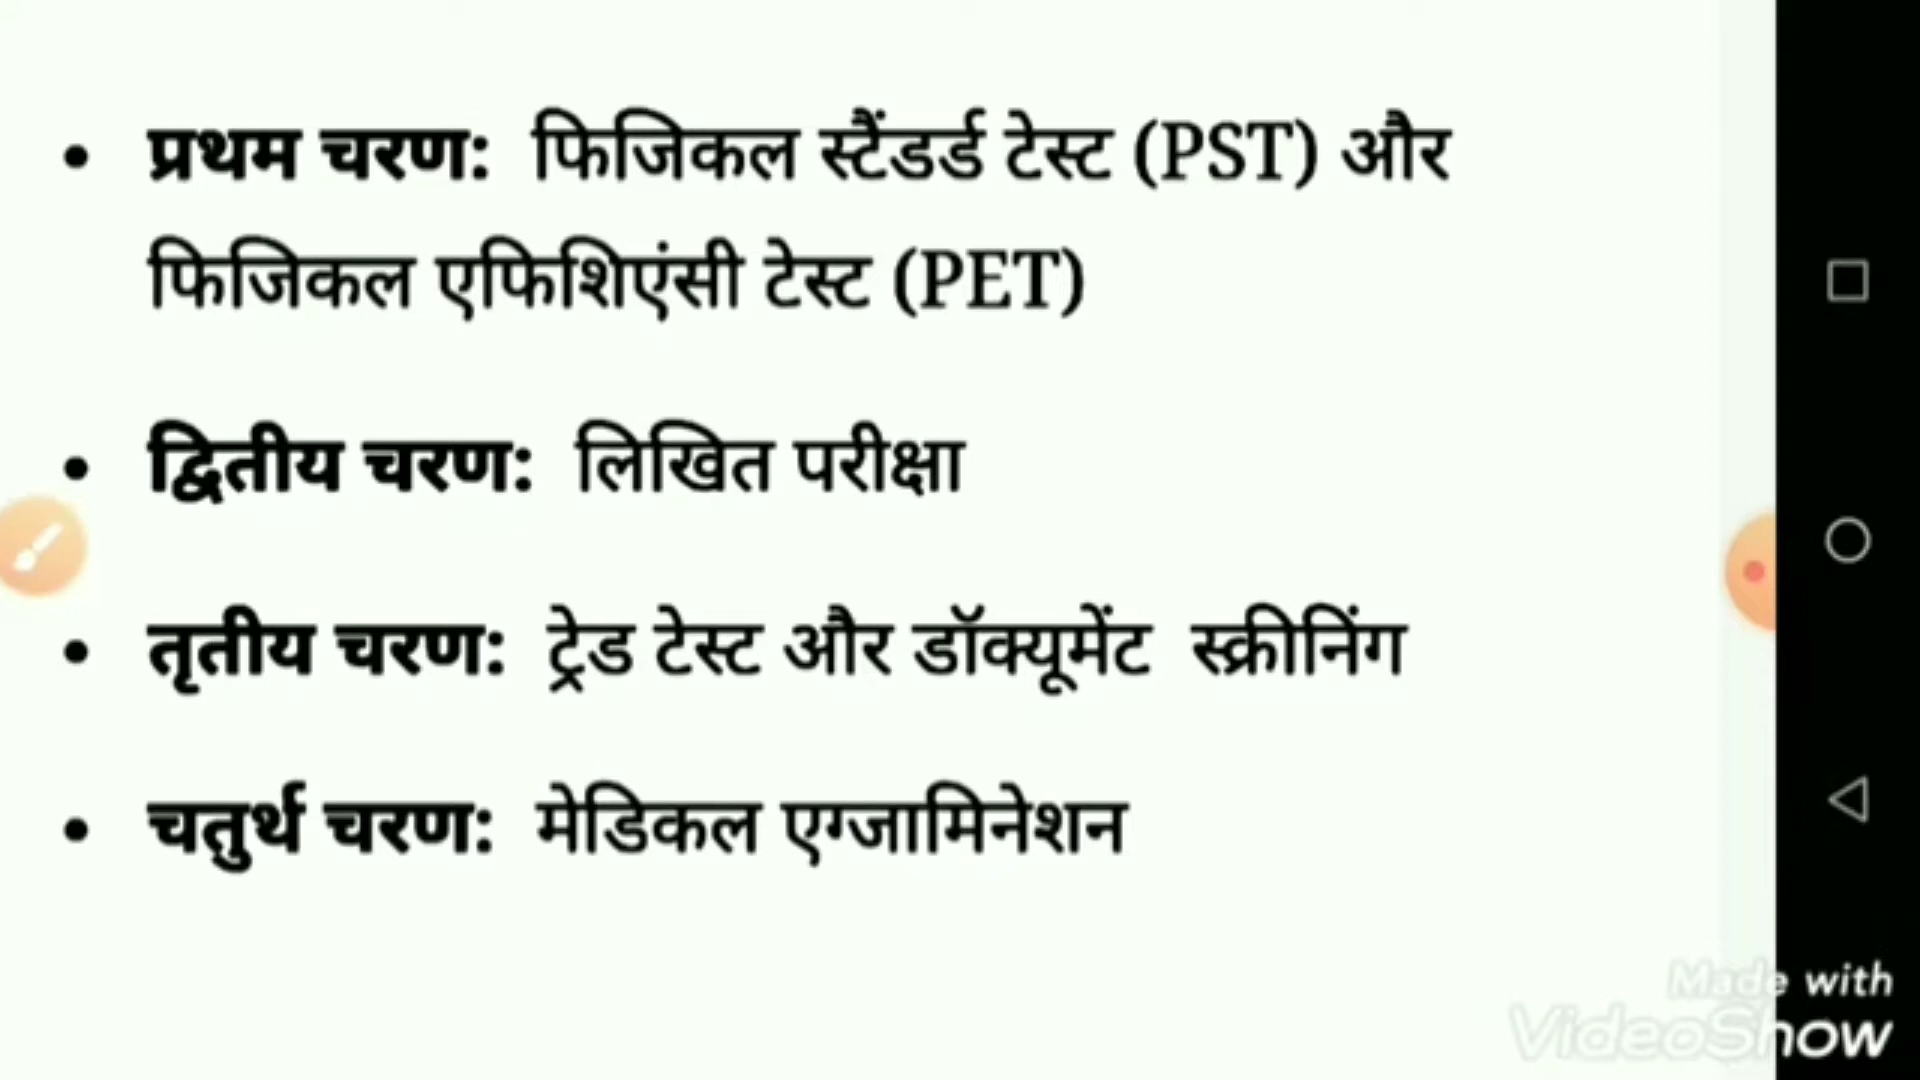 • प्रथम चरण: फिजिकल स्टैंडर्ड टेस्ट (PST) और
फिजिकल एफिशिएंसी टेस्ट (PET)
• द्वितीय चरण: लिखित परीक्षा
• तृतीय चरण: ट्रेड टेस्ट और डॉक्यूमेंट स्क्रीनिंग
• चतुर्थ चरण: मेडिकल एग्जामिनेशन
Made with
VideoShow